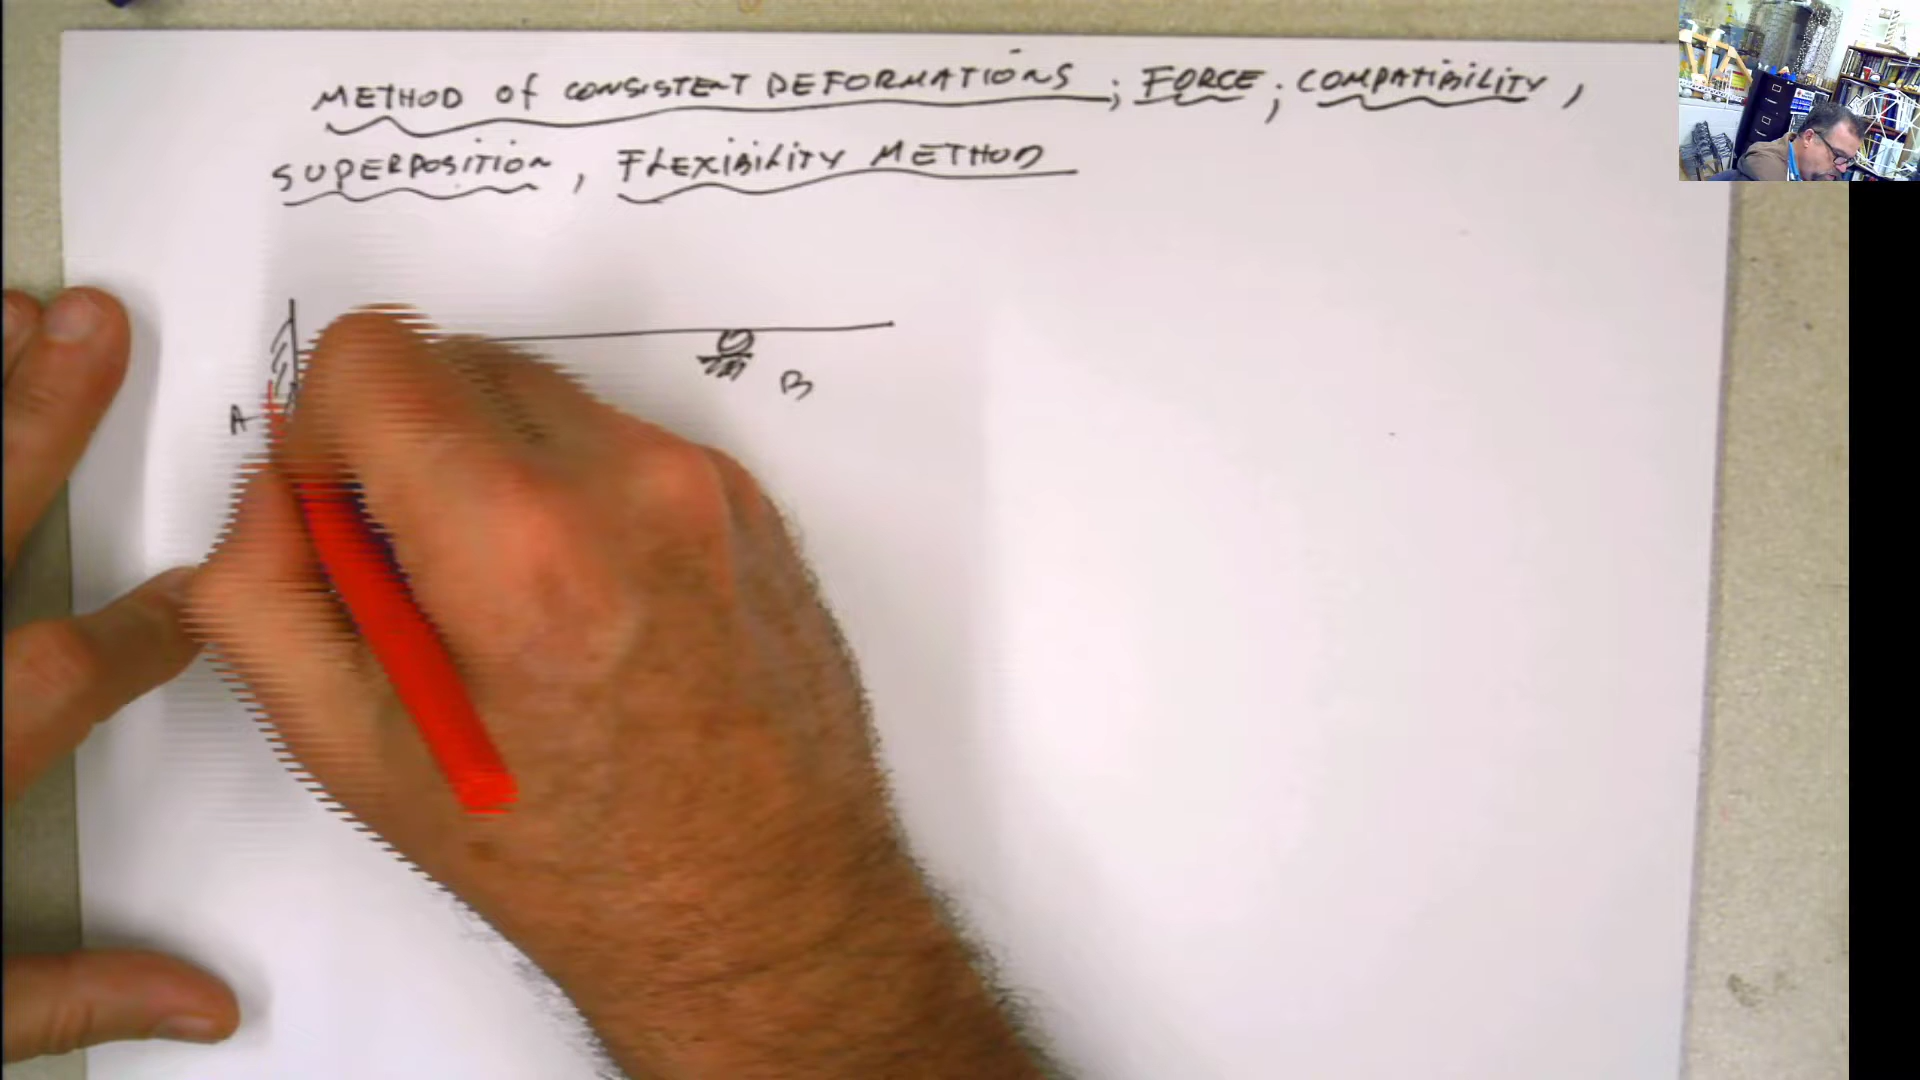 METHOD OF CONSISTENT DEFORMATIONS ; FORCE ; COMPATIBILITY ,
SUPERPOSITION , FLEXIBILITY METHOD
B
A